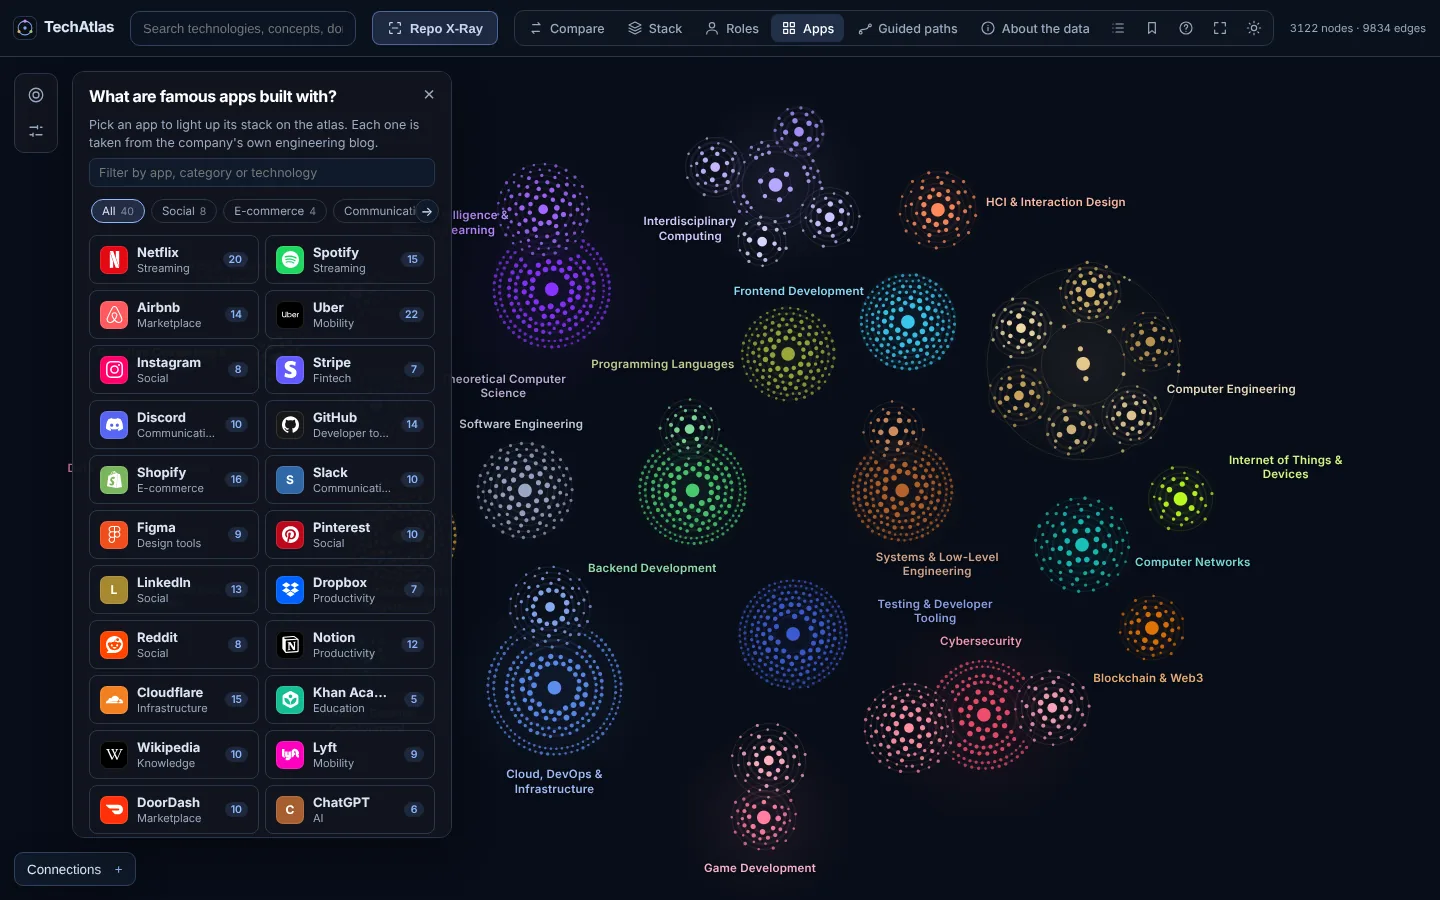 TechAtlas
Search technologies, concepts, do
Repo X-Ray
Compare
Stack
Roles
Apps
Guided paths
About the data
3122 nodes · 9834 edges
What are famous apps built with?
Pick an app to light up its stack on the atlas. Each one is
taken from the company's own engineering blog.
Filter by app, category or technology
All 40
Social 8
E-commerce 4
Communicati
Netflix
Streaming
20
Spotify
Streaming
15
Airbnb
Marketplace
14
Uber
Uber
Mobility
22
Instagram
Social
8
S
Stripe
Fintech
7
Discord
Communicati...
10
GitHub
Developer to...
14
Shopify
E-commerce
16
S
Slack
Communicati...
10
Figma
Design tools
9
Pinterest
Social
10
L
LinkedIn
Social
13
Dropbox
Productivity
7
Reddit
Social
8
Notion
Productivity
12
Cloudflare
Infrastructure
15
Khan Aca...
Education
5
W
Wikipedia
Knowledge
10
lyft
Lyft
Mobility
9
DoorDash
Marketplace
10
C
ChatGPT
AI
6
Connections +
lligence &
earning
Interdisciplinary
Computing
HCI & Interaction Design
Frontend Development
Programming Languages
heoretical Computer
Science
Computer Engineering
Software Engineering
Internet of Things &
Devices
Backend Development
Systems & Low-Level
Engineering
Computer Networks
Testing & Developer
Tooling
Cybersecurity
Blockchain & Web3
Cloud, DevOps &
Infrastructure
Game Development